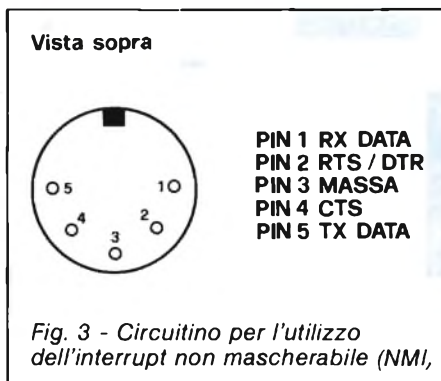 Vista sopra
5 1
4 2
3
PIN 1 RX DATA
PIN 2 RTS / DTR
PIN 3 MASSA
PIN 4 CTS
PIN 5 TX DATA
Fig. 3 - Circuitino per l'utilizzo
dell'interrupt non mascherabile (NMI,